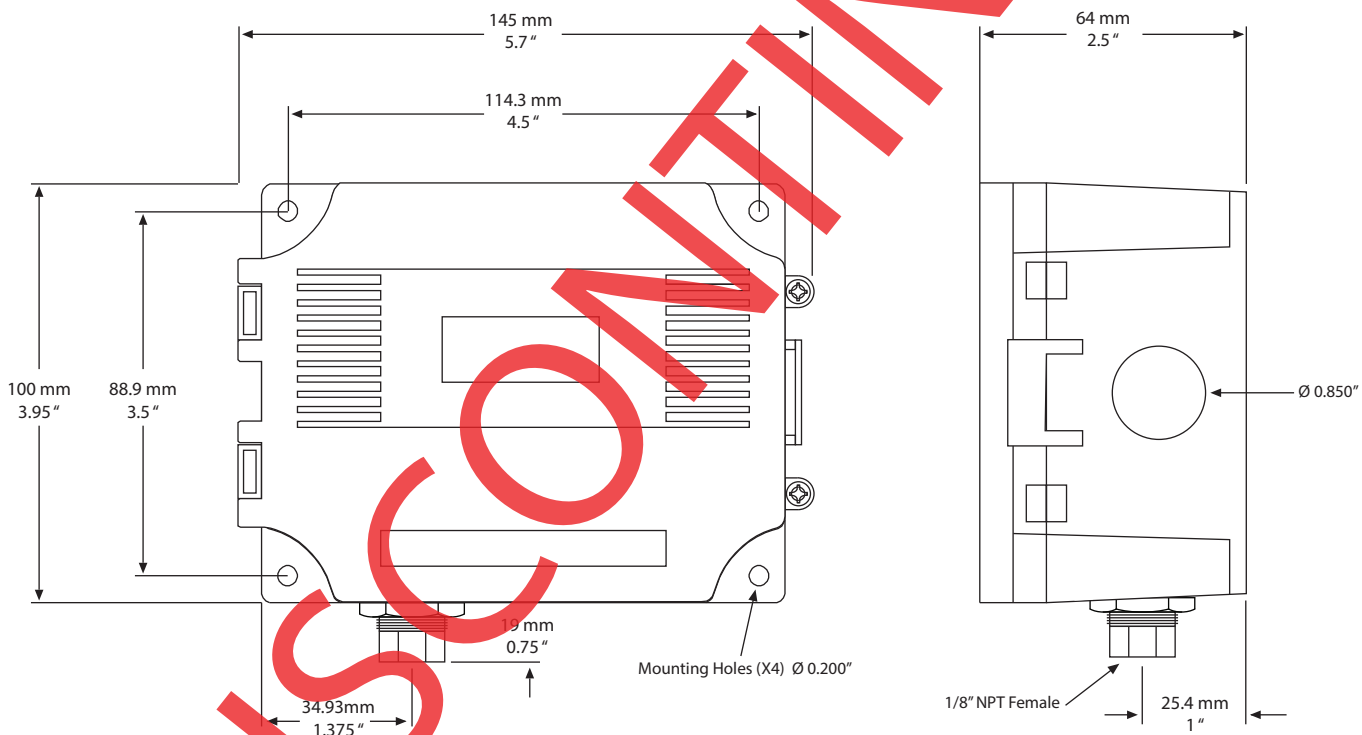 145 mm
5.7 “
64 mm
2.5 “
114.3 mm
4.5 “
100 mm
3.95 “
88.9 mm
3.5 “
Ø 0.850”
19 mm
0.75 “
Mounting Holes (X4) Ø 0.200”
34.93mm
1.375 “
1/8” NPT Female
25.4 mm
1 “
SCONTIN